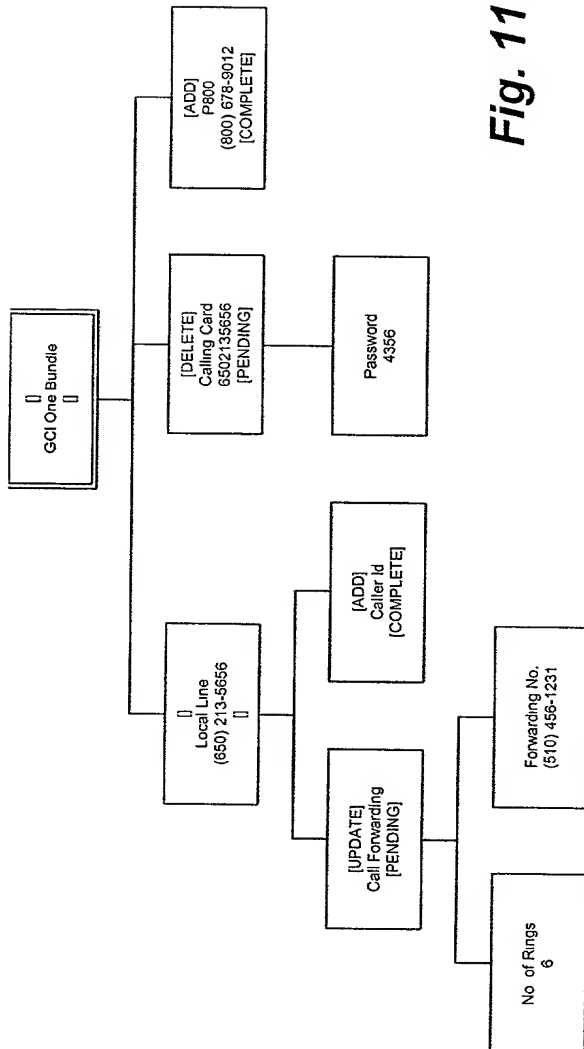 GCI One Bundle
[]
[]
[]
Local Line
(650) 213-5656
[]
[DELETE]
Calling Card
6502135656
[PENDING]
[ADD]
P800
(800) 678-9012
[COMPLETE]
[UPDATE]
Call Forwarding
[PENDING]
[ADD]
Caller Id
[COMPLETE]
Password
4356
No. of Rings
6
Forwarding No.
(510) 456-1231
Fig. 11